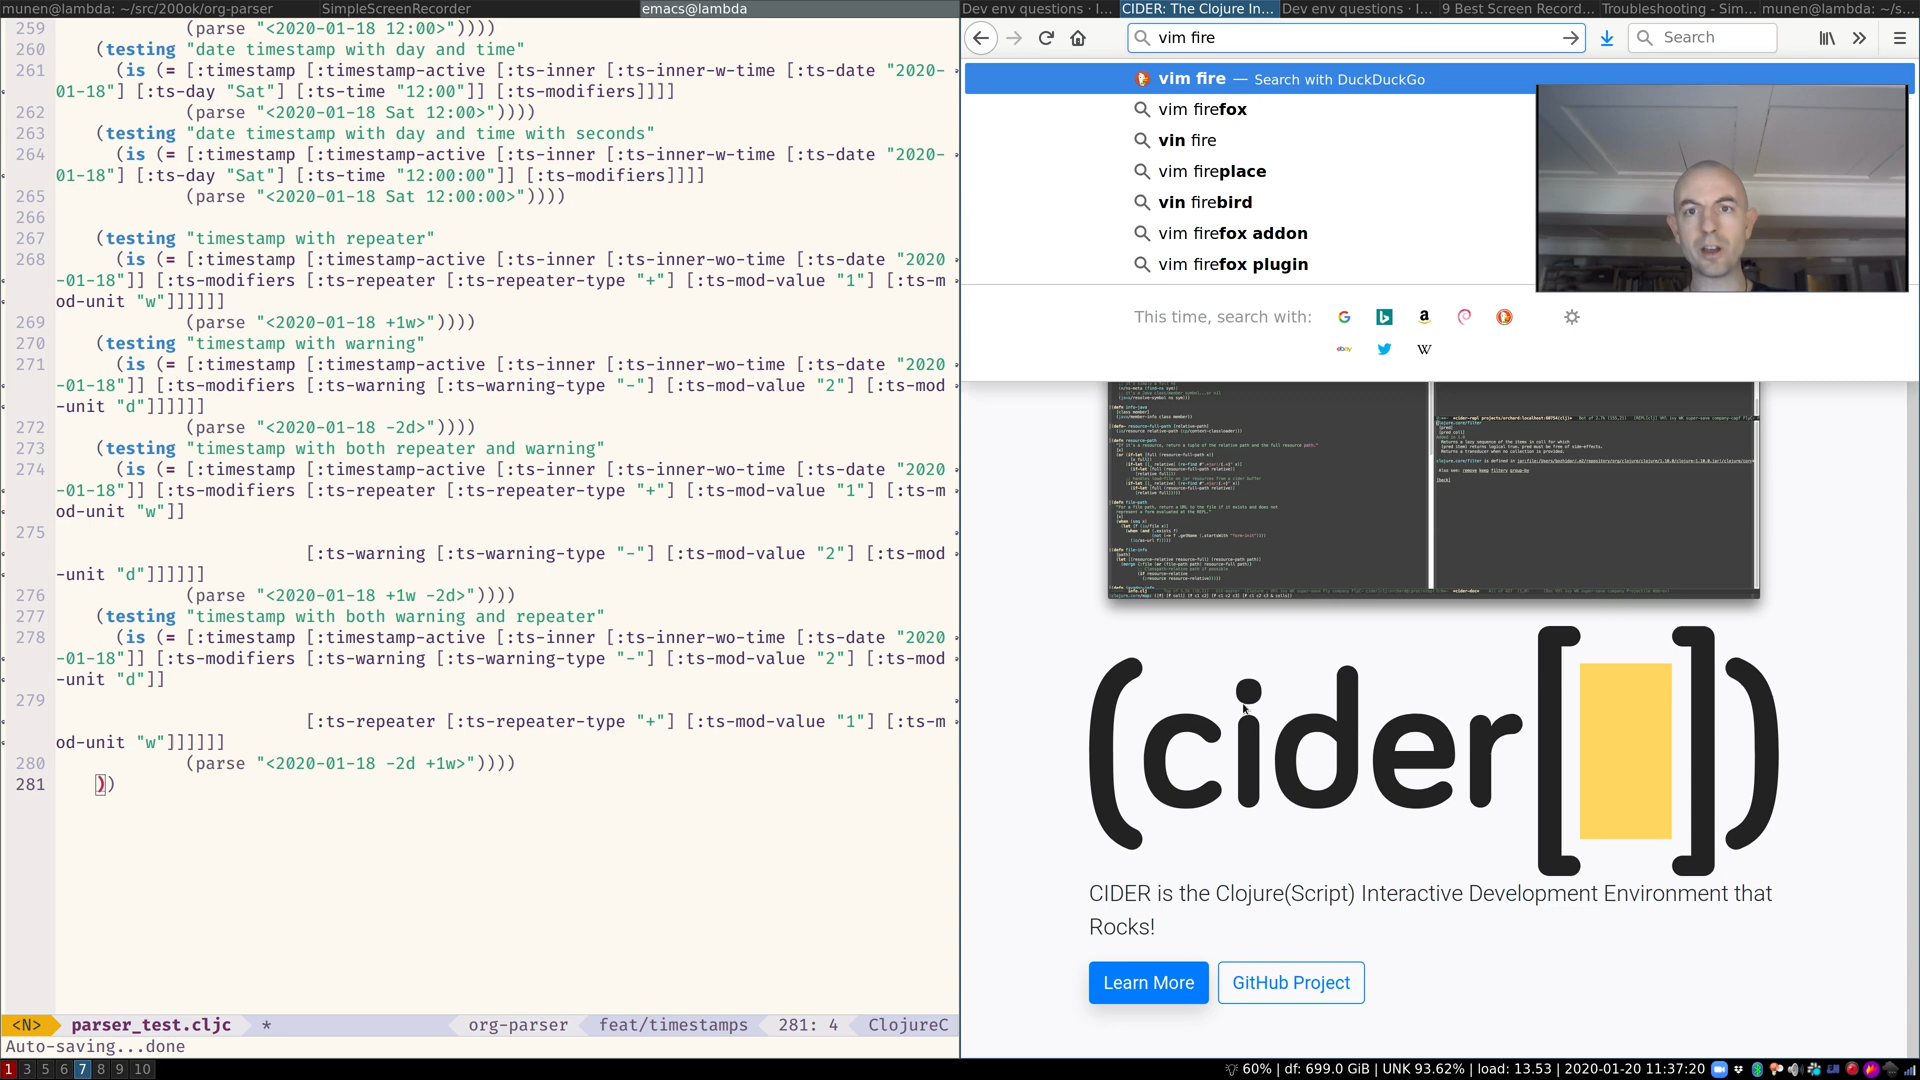 munen@lambda: ~/src/200ok/org-parser
SimpleScreenRecorder
emacs@lambda
259 (parse "<2020-01-18 12:00>"))))
260 (testing "date timestamp with day and time"
261 (is (= [:timestamp [:timestamp-active [:ts-inner [:ts-inner-w-time [:ts-date "2020-
01-18"] [:ts-day "Sat"] [:ts-time "12:00"]] [:ts-modifiers]]]]
262 (parse "<2020-01-18 Sat 12:00>"))))
263 (testing "date timestamp with day and time with seconds"
264 (is (= [:timestamp [:timestamp-active [:ts-inner [:ts-inner-w-time [:ts-date "2020-
01-18"] [:ts-day "Sat"] [:ts-time "12:00:00"]] [:ts-modifiers]]]]
265 (parse "<2020-01-18 Sat 12:00:00>"))))
266
267 (testing "timestamp with repeater"
268 (is (= [:timestamp [:timestamp-active [:ts-inner [:ts-inner-wo-time [:ts-date "2020
-01-18"]] [:ts-modifiers [:ts-repeater [:ts-repeater-type "+"] [:ts-mod-value "1"] [:ts-m
od-unit "w"]]]]]]
269 (parse "<2020-01-18 +1w>"))))
270 (testing "timestamp with warning"
271 (is (= [:timestamp [:timestamp-active [:ts-inner [:ts-inner-wo-time [:ts-date "2020
-01-18"]] [:ts-modifiers [:ts-warning [:ts-warning-type "-"] [:ts-mod-value "2"] [:ts-mod
-unit "d"]]]]]]
272 (parse "<2020-01-18 -2d>"))))
273 (testing "timestamp with both repeater and warning"
274 (is (= [:timestamp [:timestamp-active [:ts-inner [:ts-inner-wo-time [:ts-date "2020
-01-18"]] [:ts-modifiers [:ts-repeater [:ts-repeater-type "+"] [:ts-mod-value "1"] [:ts-m
od-unit "w"]]
275
[:ts-warning [:ts-warning-type "-"] [:ts-mod-value "2"] [:ts-mod
-unit "d"]]]]]]
276 (parse "<2020-01-18 +1w -2d>"))))
277 (testing "timestamp with both warning and repeater"
278 (is (= [:timestamp [:timestamp-active [:ts-inner [:ts-inner-wo-time [:ts-date "2020
-01-18"]] [:ts-modifiers [:ts-warning [:ts-warning-type "-"] [:ts-mod-value "2"] [:ts-mod
-unit "d"]]
279
[:ts-repeater [:ts-repeater-type "+"] [:ts-mod-value "1"] [:ts-m
od-unit "w"]]]]]]
280 (parse "<2020-01-18 -2d +1w>"))))
281 ))
<N> parser_test.cljc * org-parser feat/timestamps 281: 4 ClojureC
Auto-saving...done
Dev env questions · I...
CIDER: The Clojure In...
Dev env questions · I...
9 Best Screen Record...
Troubleshooting - Sim...
munen@lambda: ~/s...
vim fire
Search
vim fire — Search with DuckDuckGo
vim firefox
vin fire
vim fireplace
vin firebird
vim firefox addon
vim firefox plugin
This time, search with:
(cider[ ])
CIDER is the Clojure(Script) Interactive Development Environment that
Rocks!
Learn More
GitHub Project
1 3 5 6 7 8 9 10
60% | df: 699.0 GiB | UNK 93.62% | load: 13.53 | 2020-01-20 11:37:20